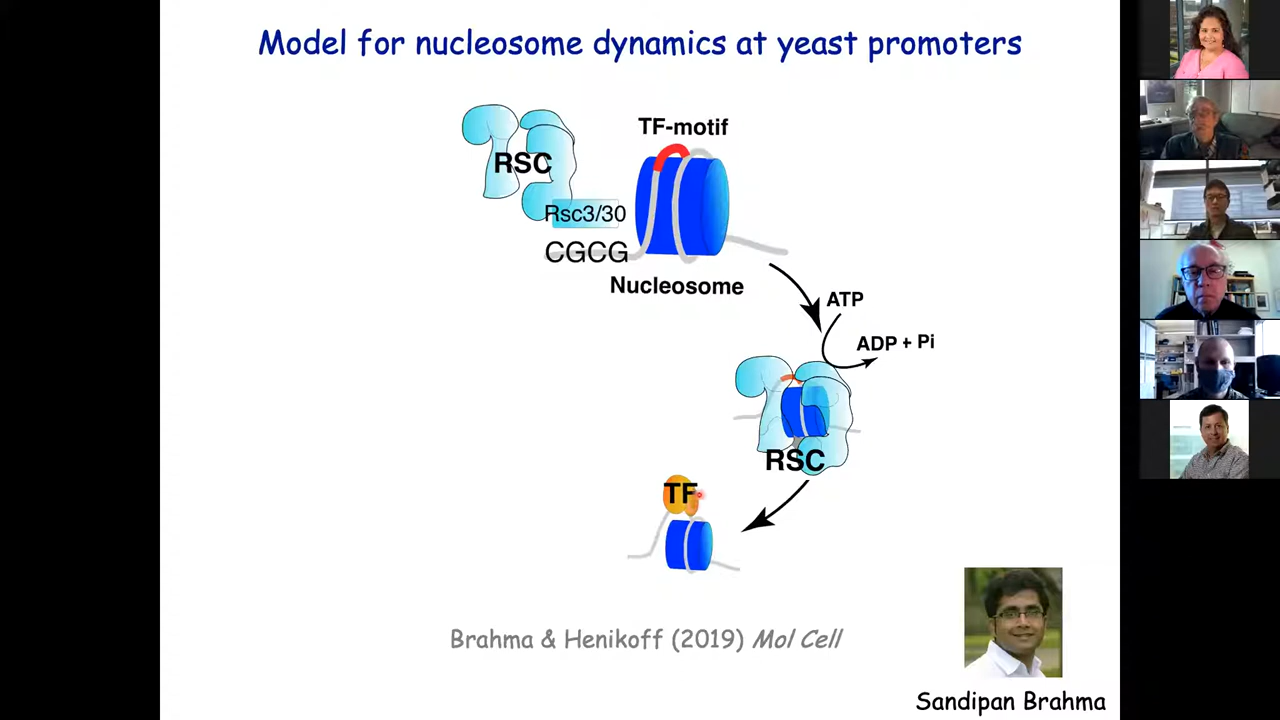 Model for nucleosome dynamics at yeast promoters
TF-motif
RSC
Rsc3/30
CGCG
Nucleosome
ATP
ADP + Pi
RSC
TF
Brahma & Henikoff (2019) Mol Cell
Sandipan Brahma